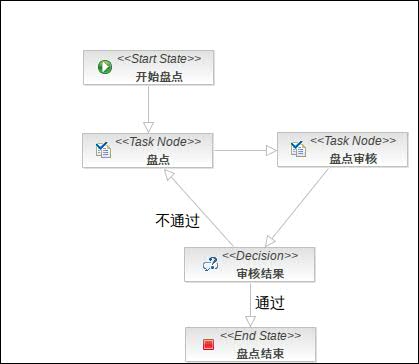 <<Start State>>
开始盘点
<<Task Node>>
盘点
<<Task Node>>
盘点审核
不通过
<<Decision>>
审核结果
通过
<<End State>>
盘点结束